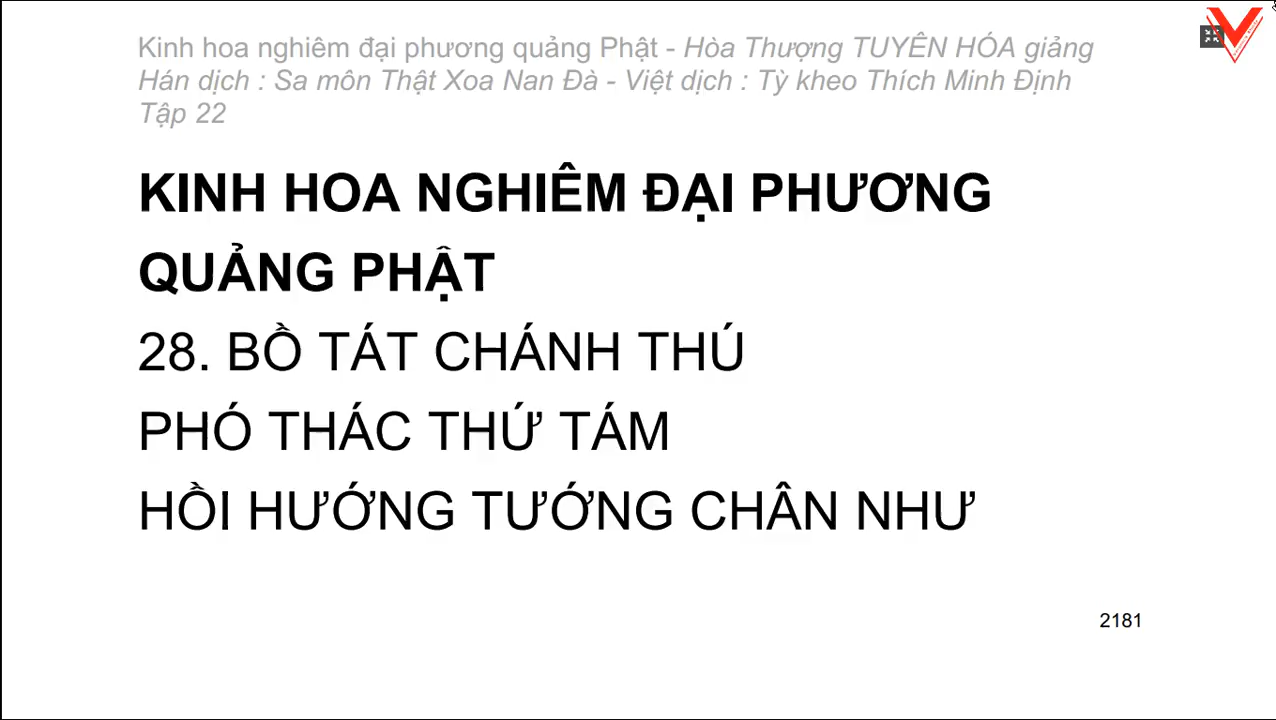 Kinh hoa nghiêm đại phương quảng Phật - Hòa Thượng TUYÊN HÓA giảng
Hán dịch : Sa môn Thật Xoa Nan Đà - Việt dịch : Tỳ kheo Thích Minh Định
Tập 22
KINH HOA NGHIÊM ĐẠI PHƯƠNG
QUẢNG PHẬT
28. BỒ TÁT CHÁNH THÚ
PHÓ THÁC THỨ TÁM
HỒI HƯỚNG TƯỚNG CHÂN NHƯ
2181